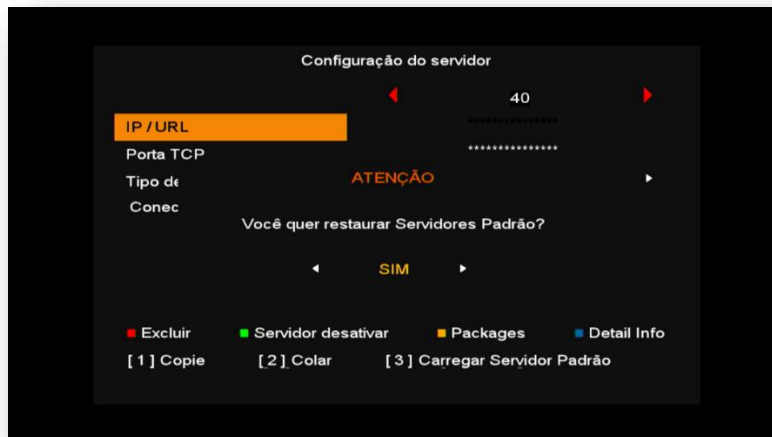 Configuração do servidor
40
IP / URL ***************
Porta TCP ***************
Tipo de
ATENÇÃO
Conec
Você quer restaurar Servidores Padrão?
SIM
Excluir Servidor desativar Packages Detail Info
[ 1 ] Copie [ 2 ] Colar [ 3 ] Carregar Servidor Padrão